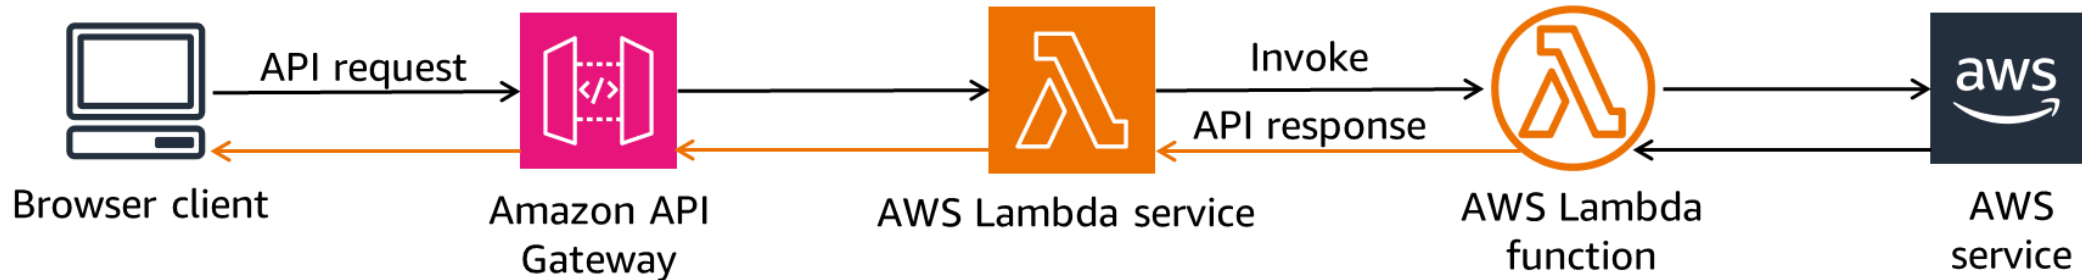 API request
Invoke
API response
</>
aws
Browser client
Amazon API
Gateway
AWS Lambda service
AWS Lambda
function
AWS
service